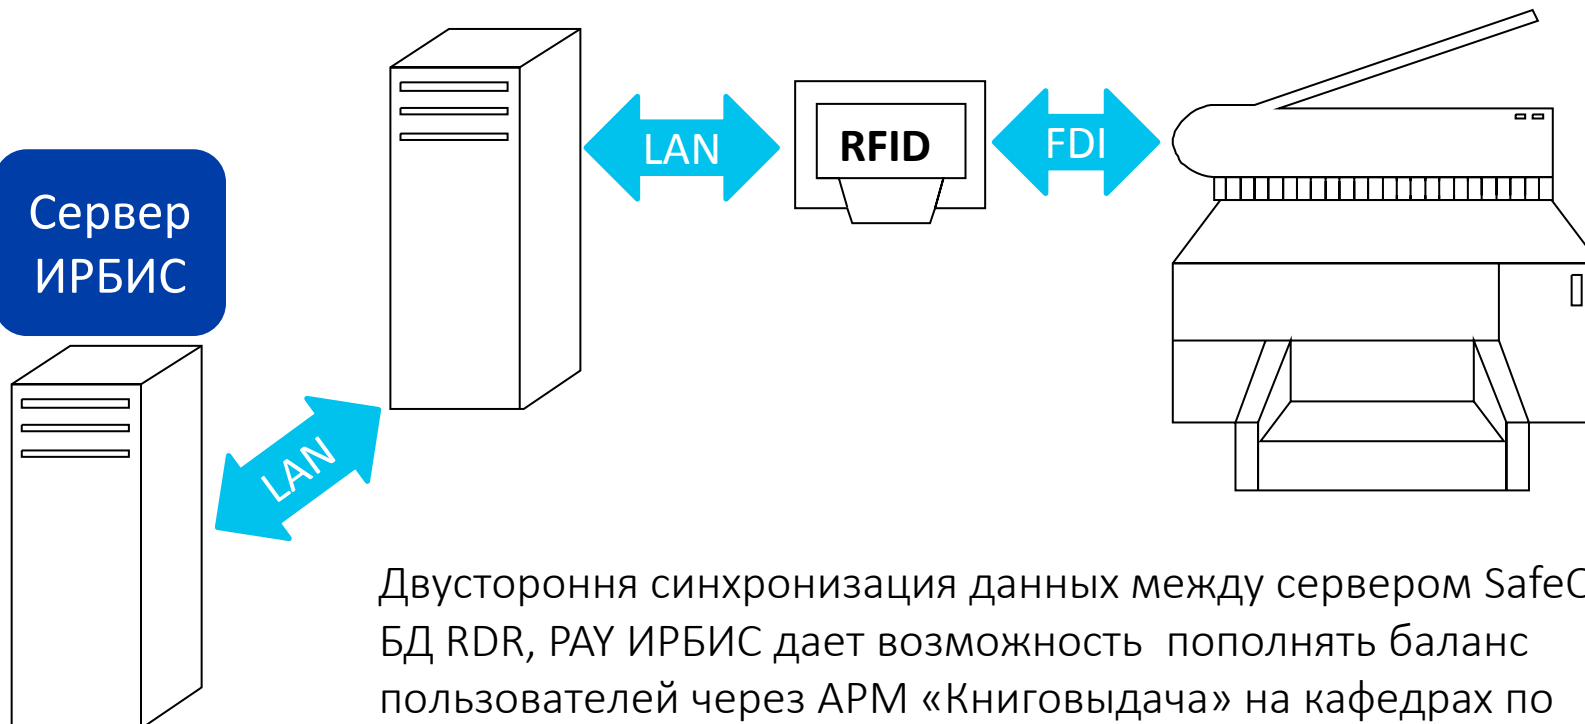 Сервер
ИРБИС
LAN
LAN
RFID
FDI
Двустороння синхронизация данных между сервером
БД RDR, PAY ИРБИС дает возможность пополнять баланс
пользователей через АРМ «Книговыдача» на кафедрах по